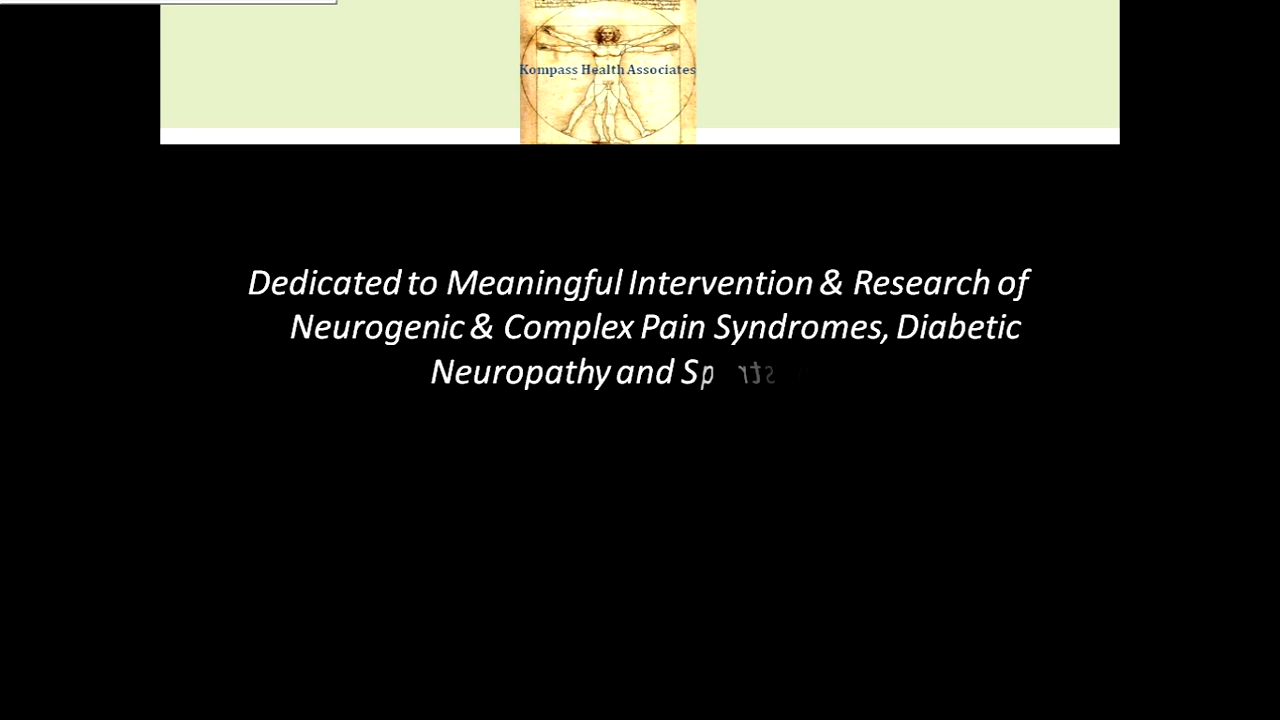 Kompass Health Associates
Dedicated to Meaningful Intervention & Research of
Neurogenic & Complex Pain Syndromes, Diabetic
Neuropathy and